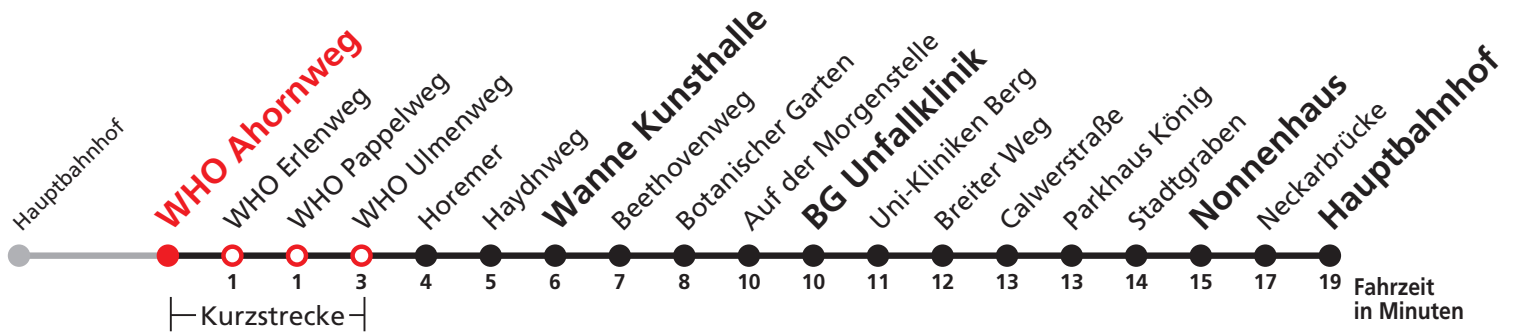 Hauptbahnhof
WHO Ahornweg
WHO Erlenweg
WHO Pappelweg
WHO Ulmenweg
Horemer
Haydnweg
Wanne Kunsthalle
Beethovenweg
Botanischer Garten
Auf der Morgenstelle
BG Unfallklinik
Uni-Kliniken Berg
Breiter Weg
Calwerstraße
Parkhaus König
Stadtgraben
Nonnenhaus
Neckarbrücke
Hauptbahnhof
1 1 3 4 5 6 7 8 10 10 11 12 13 13 14 15 17 19
Fahrzeit
in Minuten
Kurzstrecke